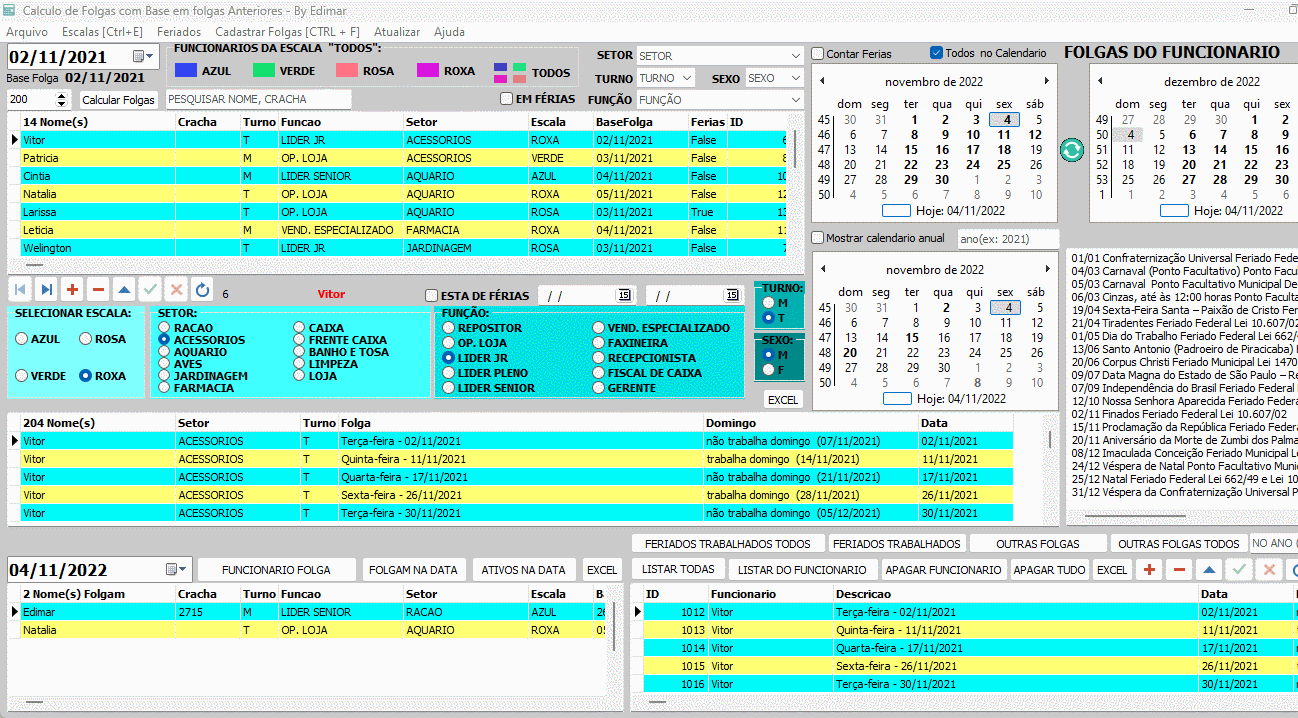 Calculo de Folgas com Base em folgas Anteriores - By Edimar
Arquivo Escalas [Ctrl+E] Feriados Cadastrar Folgas [CTRL + F] Atualizar Ajuda
02/11/2021
Base Folga 02/11/2021
200 Calcular Folgas PESQUISAR NOME, CRACHA
FUNCIONARIOS DA ESCALA "TODOS":
AZUL VERDE ROSA ROXA TODOS
EM FÉRIAS
SETOR SETOR
TURNO TURNO SEXO SEXO
FUNÇÃO FUNÇÃO
14 Nome(s) Cracha Turno Funcao Setor Escala BaseFolga Ferias ID
Vitor T LIDER JR ACESSORIOS ROXA 02/11/2021 False
Patricia M OP. LOJA ACESSORIOS VERDE 03/11/2021 False
Cintia M LIDER SENIOR AQUARIO AZUL 04/11/2021 False
Natalia T OP. LOJA AQUARIO ROXA 05/11/2021 False
Larissa T OP. LOJA AQUARIO ROSA 03/11/2021 True
Leticia M VEND. ESPECIALIZADO FARMACIA ROXA 04/11/2021 False
Welington T LIDER JR JARDINAGEM ROSA 03/11/2021 False
6 Vitor ESTA DE FÉRIAS / / 15 / / 15
SELECIONAR ESCALA:
AZUL ROSA
VERDE ROXA
SETOR:
RACAO CAIXA
ACESSORIOS FRENTE CAIXA
AQUARIO BANHO E TOSA
AVES LIMPEZA
JARDINAGEM LOJA
FARMACIA
FUNÇÃO:
REPOSITOR VEND. ESPECIALIZADO
OP. LOJA FAXINEIRA
LIDER JR RECEPCIONISTA
LIDER PLENO FISCAL DE CAIXA
LIDER SENIOR GERENTE
TURNO:
M
T
SEXO:
M
F
EXCEL
Contar Ferias Todos no Calendario FOLGAS DO FUNCIONARIO
novembro de 2022
dom seg ter qua qui sex sáb
45 30 31 1 2 3 4 5
46 6 7 8 9 10 11 12
47 13 14 15 16 17 18 19
48 20 21 22 23 24 25 26
49 27 28 29 30 1 2 3
50 4 5 6 7 8 9 10
Hoje: 04/11/2022
dezembro de 2022
dom seg ter qua qui sex sáb
49 27 28 29 30 1 2
50 4 5 6 7 8 9
51 11 12 13 14 15 16
52 18 19 20 21 22 23
53 25 26 27 28 29 30
1 1 2 3 4 5 6
Hoje: 04/11/2022
Mostrar calendario anual ano(ex: 2021)
novembro de 2022
dom seg ter qua qui sex sáb
45 30 31 1 2 3 4 5
46 6 7 8 9 10 11 12
47 13 14 15 16 17 18 19
48 20 21 22 23 24 25 26
49 27 28 29 30 1 2 3
50 4 5 6 7 8 9 10
Hoje: 04/11/2022
01/01 Confraternização Universal Feriado Fede
04/03 Carnaval (Ponto Facultativo) Ponto Facu
05/03 Carnaval Ponto Facultativo Municipal De
06/03 Cinzas, até às 12:00 horas Ponto Faculta
19/04 Sexta-Feira Santa – Paixão de Cristo Fer
21/04 Tiradentes Feriado Federal Lei 10.607/02
01/05 Dia do Trabalho Feriado Federal Lei 662/
13/06 Santo Antonio (Padroeiro de Piracicaba)
20/06 Corpus Christi Feriado Municipal Lei 1470
09/07 Data Magna do Estado de São Paulo – Re
07/09 Independência do Brasil Feriado Federal
12/10 Nossa Senhora Aparecida Feriado Feder
02/11 Finados Feriado Federal Lei 10.607/02
15/11 Proclamação da República Feriado Feder
20/11 Aniversário da Morte de Zumbi dos Palma
08/12 Imaculada Conceição Feriado Municipal L
24/12 Véspera de Natal Ponto Facultativo Munic
25/12 Natal Feriado Federal Lei 662/49 e Lei 10
31/12 Véspera da Confraternização Universal P
204 Nome(s) Setor Turno Folga Domingo Data
Vitor ACESSORIOS T Terça-feira - 02/11/2021 não trabalha domingo (07/11/2021) 02/11/2021
Vitor ACESSORIOS T Quinta-feira - 11/11/2021 trabalha domingo (14/11/2021) 11/11/2021
Vitor ACESSORIOS T Quarta-feira - 17/11/2021 não trabalha domingo (21/11/2021) 17/11/2021
Vitor ACESSORIOS T Sexta-feira - 26/11/2021 trabalha domingo (28/11/2021) 26/11/2021
Vitor ACESSORIOS T Terça-feira - 30/11/2021 não trabalha domingo (05/12/2021) 30/11/2021
04/11/2022 FUNCIONARIO FOLGA FOLGAM NA DATA ATIVOS NA DATA EXCEL
2 Nome(s) Folgam Cracha Turno Funcao Setor Escala B
Edimar 2715 M LIDER SENIOR RACAO AZUL
Natalia T OP. LOJA AQUARIO ROXA
FERIADOS TRABALHADOS TODOS FERIADOS TRABALHADOS OUTRAS FOLGAS OUTRAS FOLGAS TODOS NO ANO (
LISTAR TODAS LISTAR DO FUNCIONARIO APAGAR FUNCIONARIO APAGAR TUDO EXCEL
ID Funcionario Descricao Data
1012 Vitor Terça-feira - 02/11/2021 02/11/2021
1013 Vitor Quinta-feira - 11/11/2021 11/11/2021
1014 Vitor Quarta-feira - 17/11/2021 17/11/2021
1015 Vitor Sexta-feira - 26/11/2021 26/11/2021
1016 Vitor Terça-feira - 30/11/2021 30/11/2021